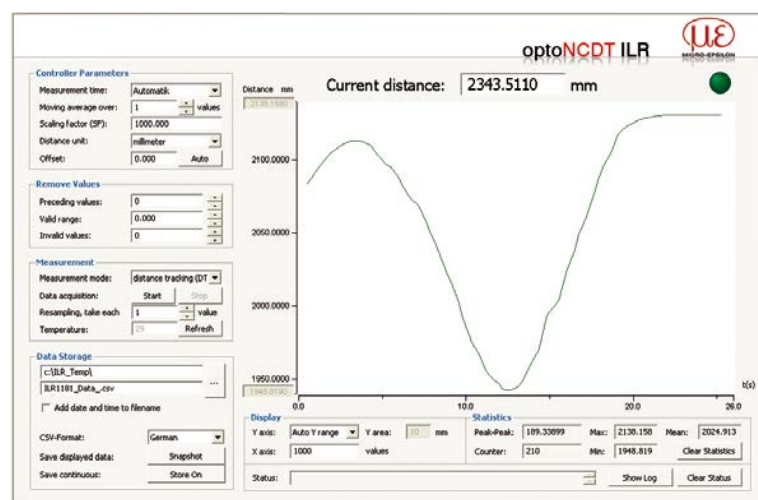 optoNCDT ILR
με
MICRO-EPSILON
Controller Parameters
Measurement time: Automatik
Moving average over: 1 values
Scaling factor (SF): 1000.000
Distance unit: millimeter
Offset: 0.000 Auto
Remove Values
Preceding values: 0
Valid range: 0.000
Invalid values: 0
Measurement
Measurement mode: distance tracking (DT
Data acquisition: Start Stop
Resampling, take each 1 value
Temperature: 29 Refresh
Data Storage
c:\ILR_Temp\
ILR1181_Data_.csv
...
Add date and time to filename
CSV-Format: German
Save displayed data: Snapshot
Save continuous: Store On
Current distance: 2343.5110 mm
Distance mm
2138.1580
2100.0000
2050.0000
2000.0000
1950.0000
1948.8190
0.0 10.0 20.0 26.0
t(s)
Display
Y axis: Auto Y range Y area: 10 mm
X axis: 1000 values
Statistics
Peak-Peak: 189.33899 Max: 2138.158 Mean: 2024.913
Counter: 210 Min: 1948.819 Clear Statistics
Status: Show Log Clear Status